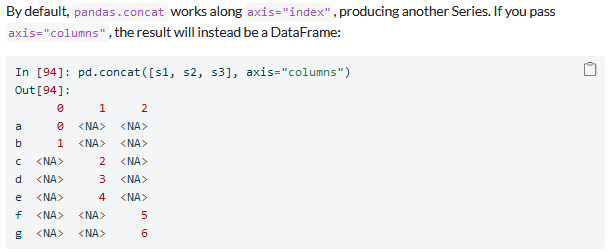 By default, pandas.concat works along axis="index", producing another Series. If you pass
axis="columns", the result will instead be a DataFrame:
In [94]: pd.concat([s1, s2, s3], axis="columns")
Out[94]:
      0     1     2
a     0  <NA>  <NA>
b     1  <NA>  <NA>
c  <NA>     2  <NA>
d  <NA>     3  <NA>
e  <NA>     4  <NA>
f  <NA>  <NA>     5
g  <NA>  <NA>     6